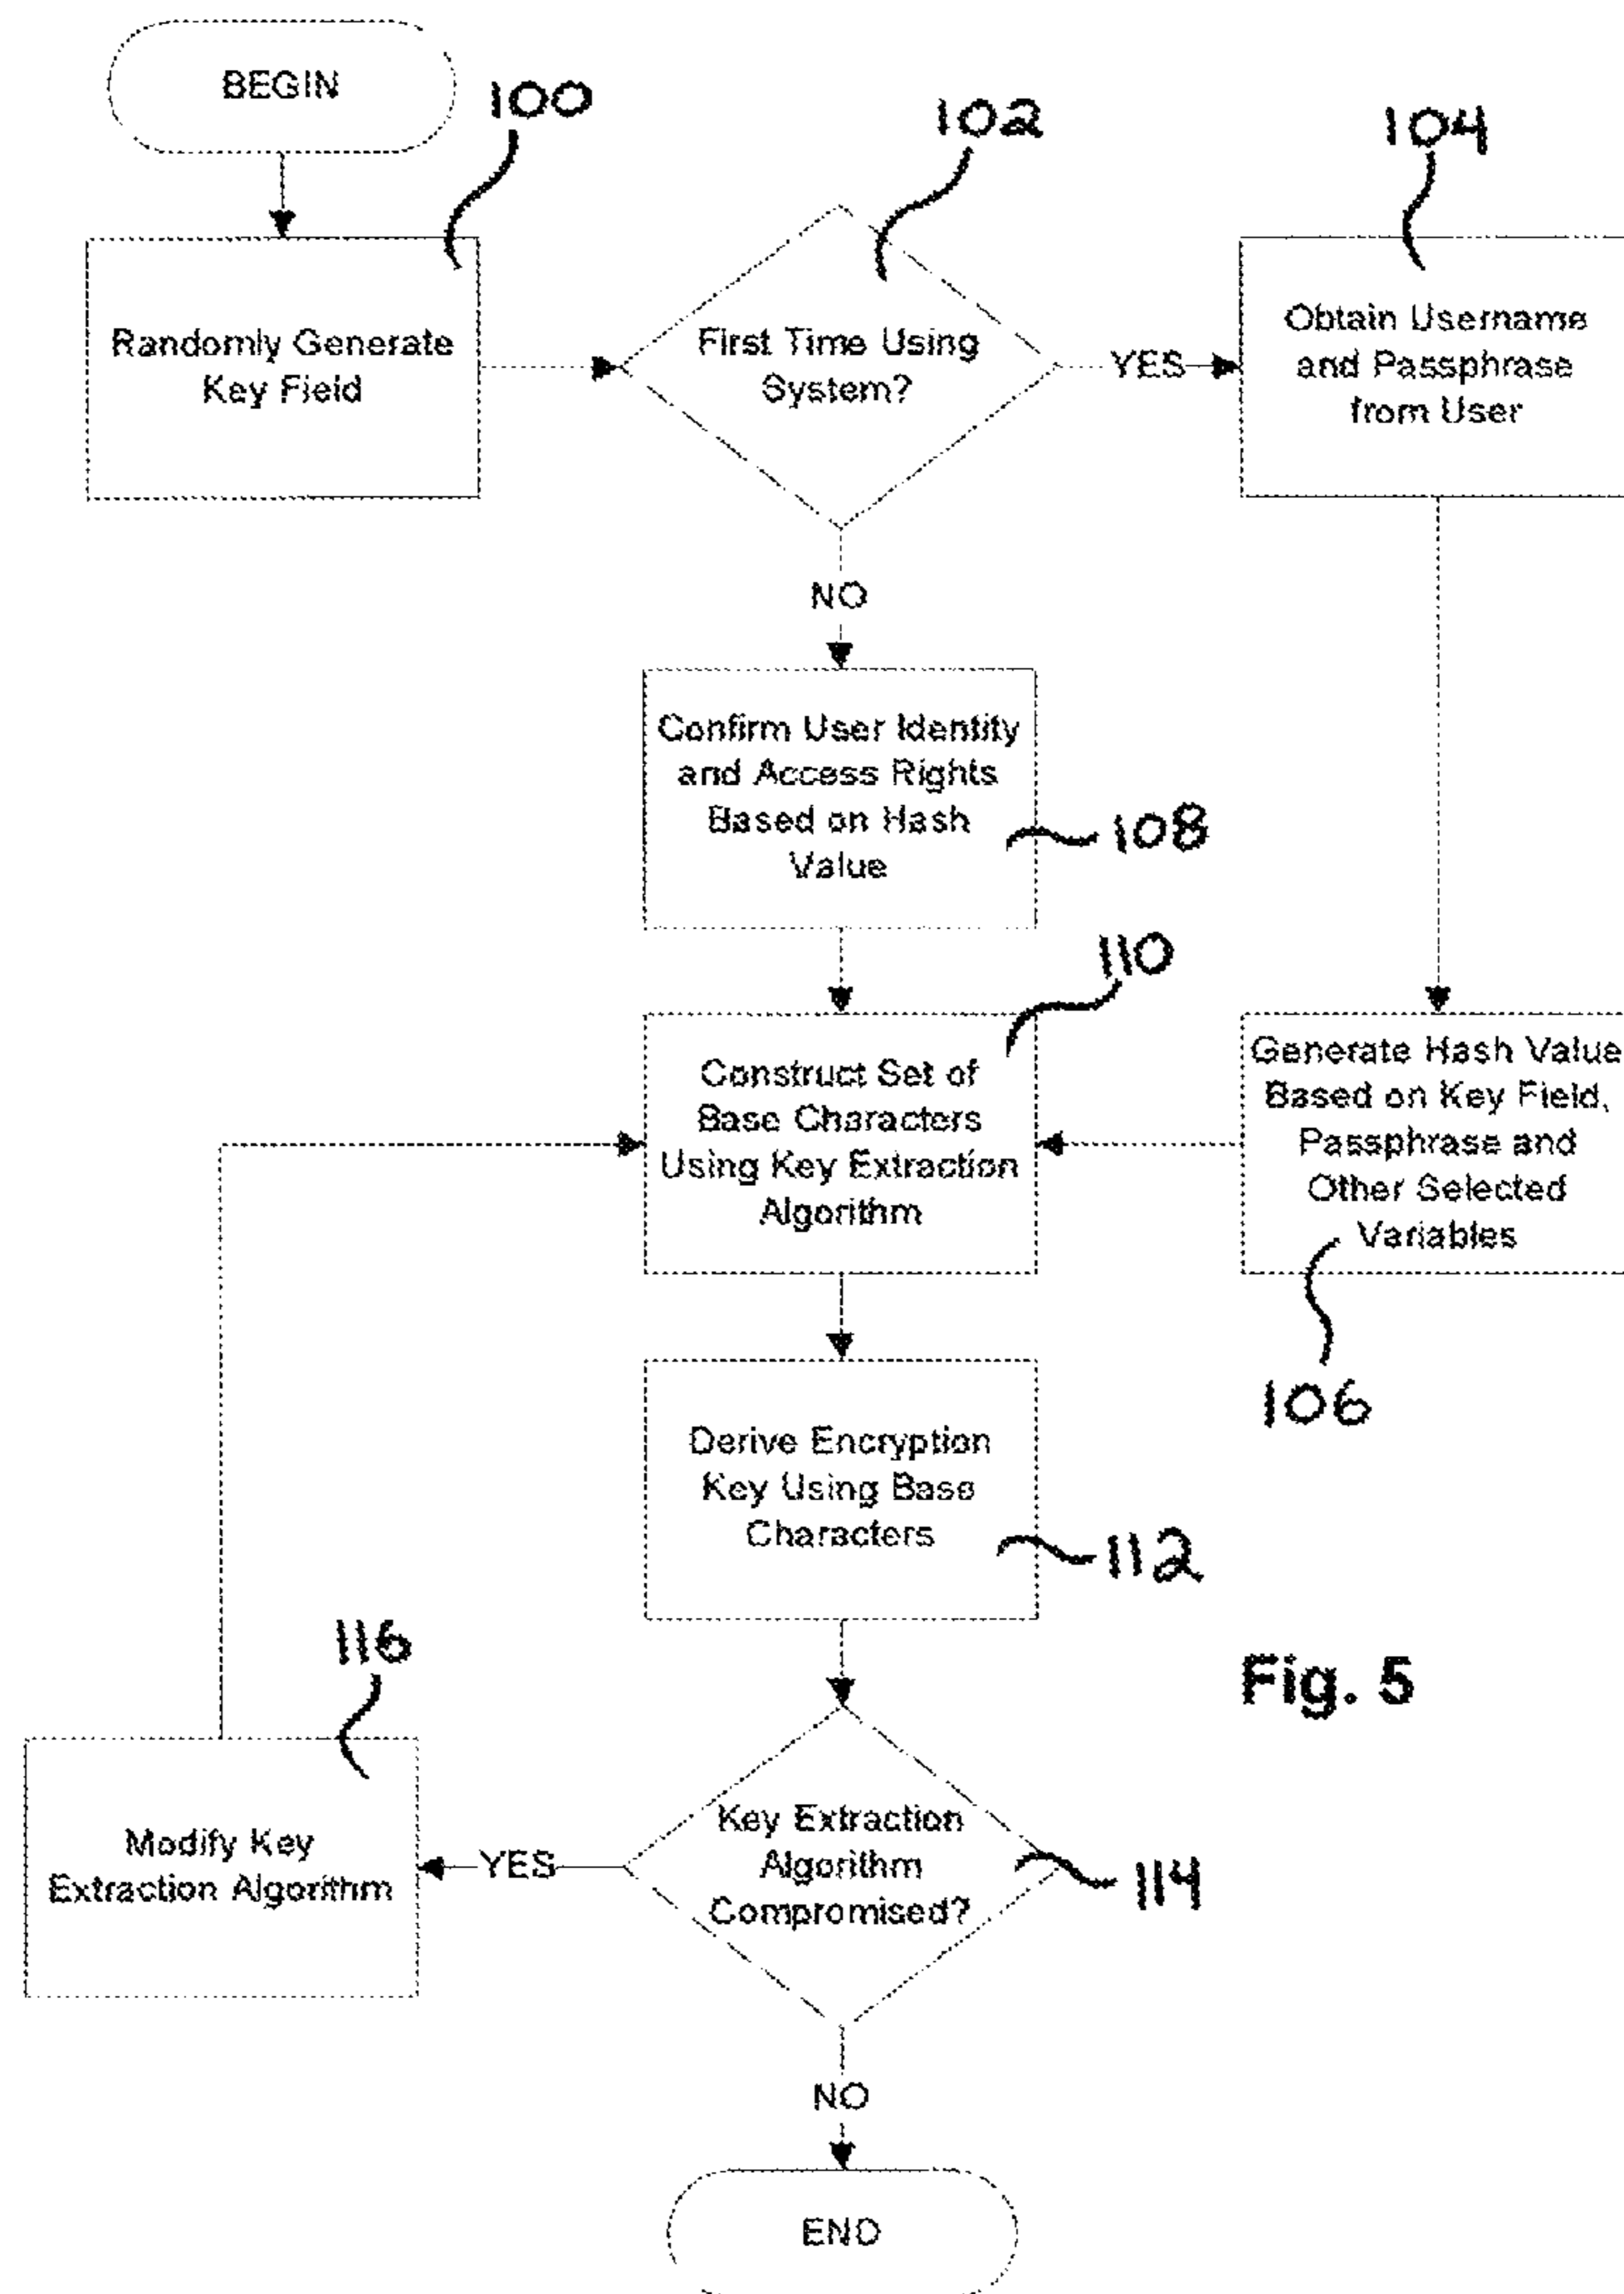 BEGIN
100
102
104
Randomly Generate
Key Field
First Time Using
System?
YES
Obtain Username
and Passphrase
from User
NO
Confirm User Identity
and Access Rights
Based on Hash
Value
108
110
Construct Set of
Base Characters
Using Key Extraction
Algorithm
Generate Hash Value
Based on Key Field,
Passphrase and
Other Selected
Variables
106
Derive Encryption
Key Using Base
Characters
112
116
Fig. 5
Modify Key
Extraction Algorithm
YES
Key Extraction
Algorithm
Compromised?
114
NO
END